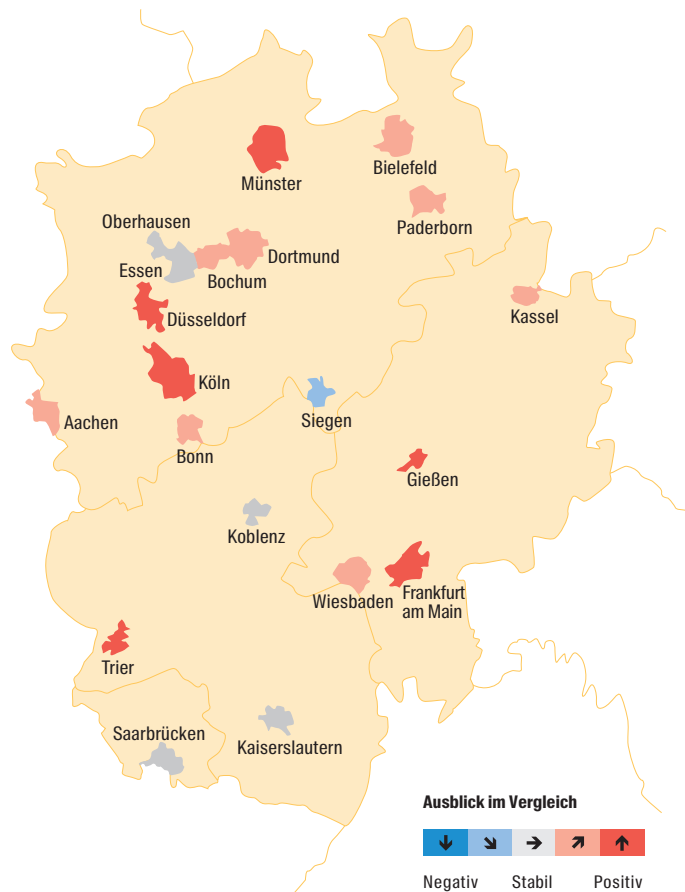 Münster
Bielefeld
Paderborn
Oberhausen
Dortmund
Essen
Bochum
Düsseldorf
Kassel
Köln
Aachen
Siegen
Bonn
Gießen
Koblenz
Wiesbaden
Frankfurt
am Main
Trier
Saarbrücken
Kaiserslautern
Ausblick im Vergleich
Negativ Stabil Positiv